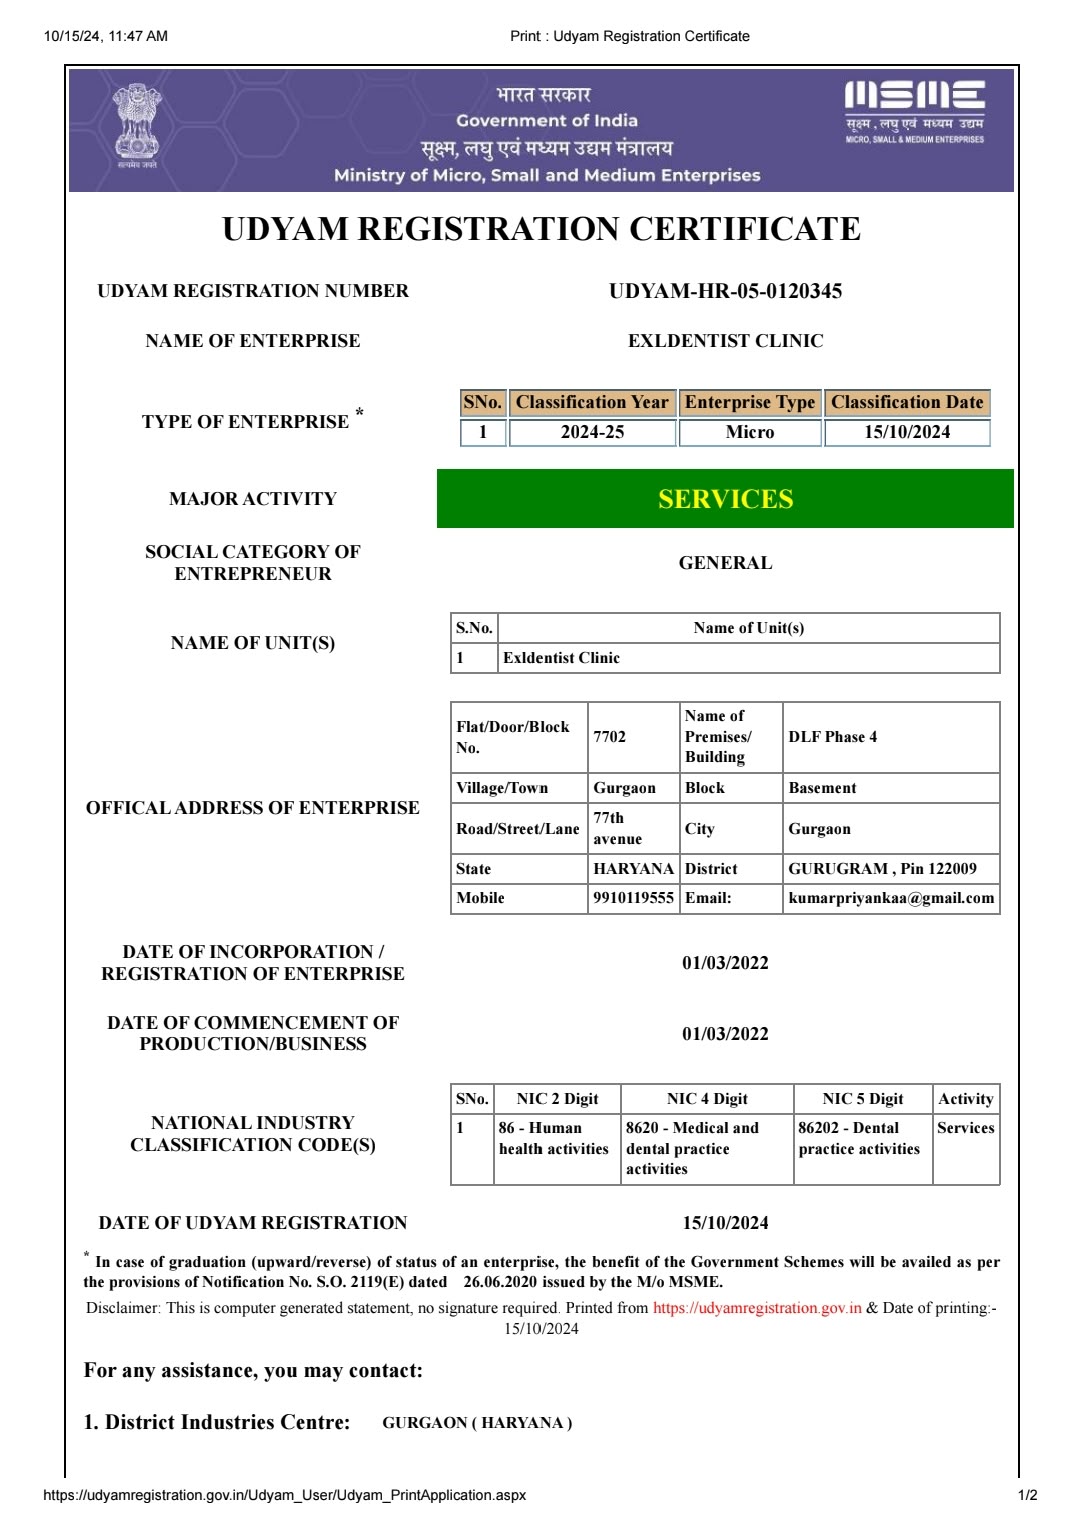 10/15/24, 11:47 AM Print : Udyam Registration Certificate
भारत सरकार
Government of India
सूक्ष्म, लघु एवं मध्यम उद्यम मंत्रालय
Ministry of Micro, Small and Medium Enterprises
सत्यमेव जयते
MSME
सूक्ष्म , लघु एवं मध्यम उद्यम
MICRO, SMALL & MEDIUM ENTERPRISES
UDYAM REGISTRATION CERTIFICATE
UDYAM REGISTRATION NUMBER UDYAM-HR-05-0120345
NAME OF ENTERPRISE EXLDENTIST CLINIC
TYPE OF ENTERPRISE *
SNo. Classification Year Enterprise Type Classification Date
1 2024-25 Micro 15/10/2024
MAJOR ACTIVITY SERVICES
SOCIAL CATEGORY OF
ENTREPRENEUR
GENERAL
NAME OF UNIT(S)
S.No. Name of Unit(s)
1 Exldentist Clinic
OFFICAL ADDRESS OF ENTERPRISE
Flat/Door/Block
No.
7702
Name of
Premises/
Building
DLF Phase 4
Village/Town Gurgaon Block Basement
Road/Street/Lane
77th
avenue
City Gurgaon
State HARYANA District GURUGRAM , Pin 122009
Mobile 9910119555 Email: kumarpriyankaa@gmail.com
DATE OF INCORPORATION /
REGISTRATION OF ENTERPRISE
01/03/2022
DATE OF COMMENCEMENT OF
PRODUCTION/BUSINESS
01/03/2022
NATIONAL INDUSTRY
CLASSIFICATION CODE(S)
SNo. NIC 2 Digit NIC 4 Digit NIC 5 Digit Activity
1
86 - Human
health activities
8620 - Medical and
dental practice
activities
86202 - Dental
practice activities
Services
DATE OF UDYAM REGISTRATION 15/10/2024
* In case of graduation (upward/reverse) of status of an enterprise, the benefit of the Government Schemes will be availed as per
the provisions of Notification No. S.O. 2119(E) dated 26.06.2020 issued by the M/o MSME.
Disclaimer: This is computer generated statement, no signature required. Printed from https://udyamregistration.gov.in & Date of printing:-
15/10/2024
For any assistance, you may contact:
1. District Industries Centre: GURGAON ( HARYANA )
https://udyamregistration.gov.in/Udyam_User/Udyam_PrintApplication.aspx 1/2